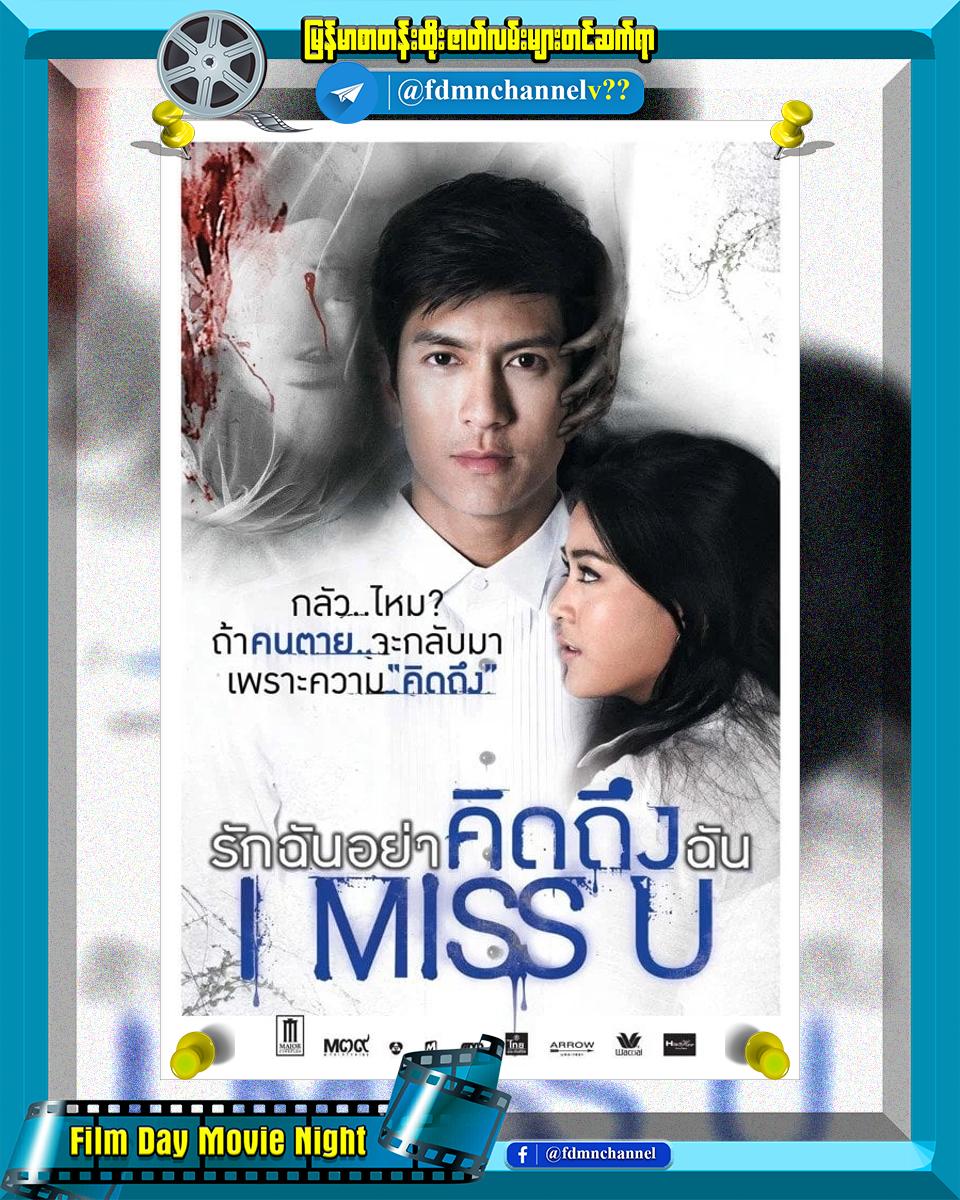 မြန်မာစာတန်းထိုးဇာတ်လမ်းများတင်ဆက်ရာ
@fdmnchannelv??
กลัว..ไหม?
ถ้าคนตาย..จะกลับมา
เพราะความ"คิดถึง"
รักฉันอย่าคิดถึงฉัน
I MISS U
MAJOR
CINEPLEX
ARROW
Wacoal
Film Day Movie Night
f @fdmnchannel